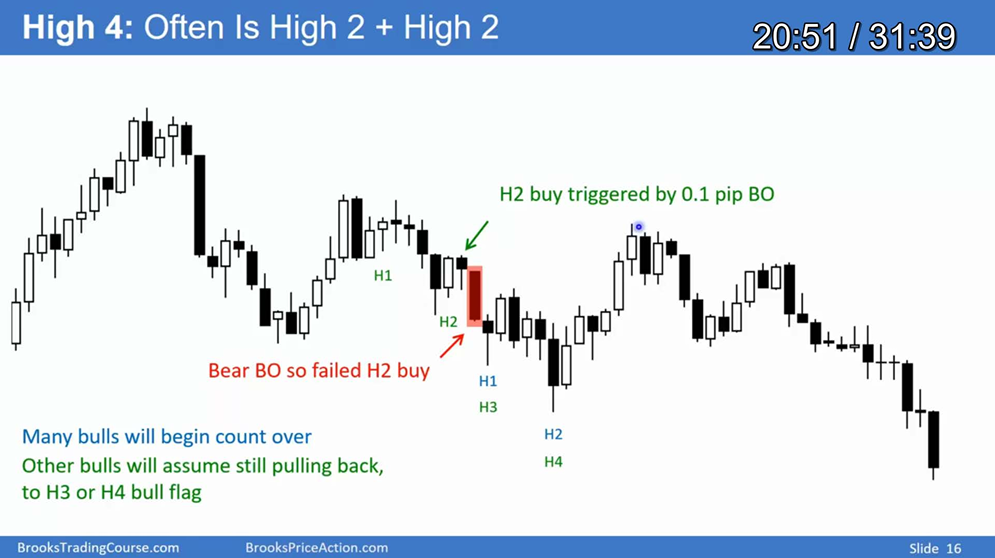 High 4: Often Is High 2 + High 2
20:51 / 31:39
H2 buy triggered by 0.1 pip BO
H1
H2
Bear BO so failed H2 buy
H1
H3
Many bulls will begin count over
H2
Other bulls will assume still pulling back,
H4
to H3 or H4 bull flag
BrooksTradingCourse.com
BrooksPriceAction.com
Slide 16